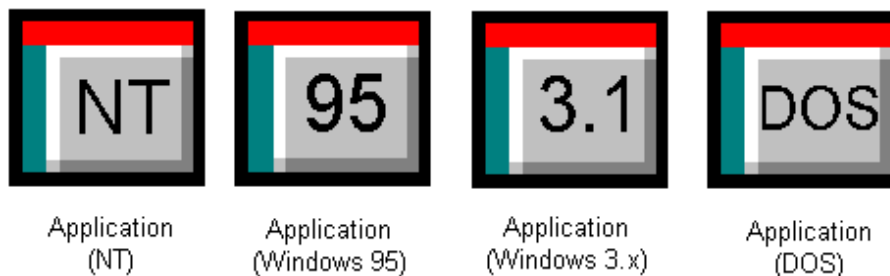 NT
95
3.1
DOS
Application
(NT)
Application
(Windows 95)
Application
(Windows 3.x)
Application
(DOS)